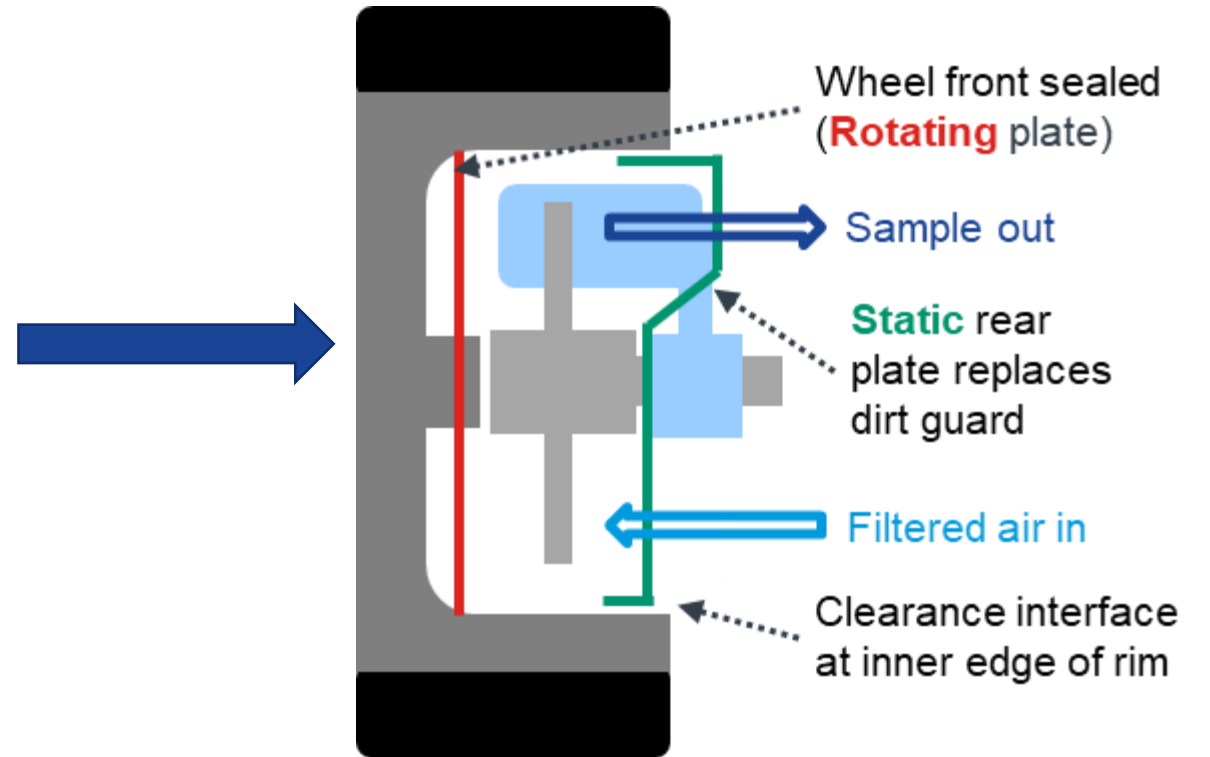 Wheel front sealed
(Rotating plate)
Sample out
Static rear
plate replaces
dirt guard
Filtered air in
Clearance interface
at inner edge of rim